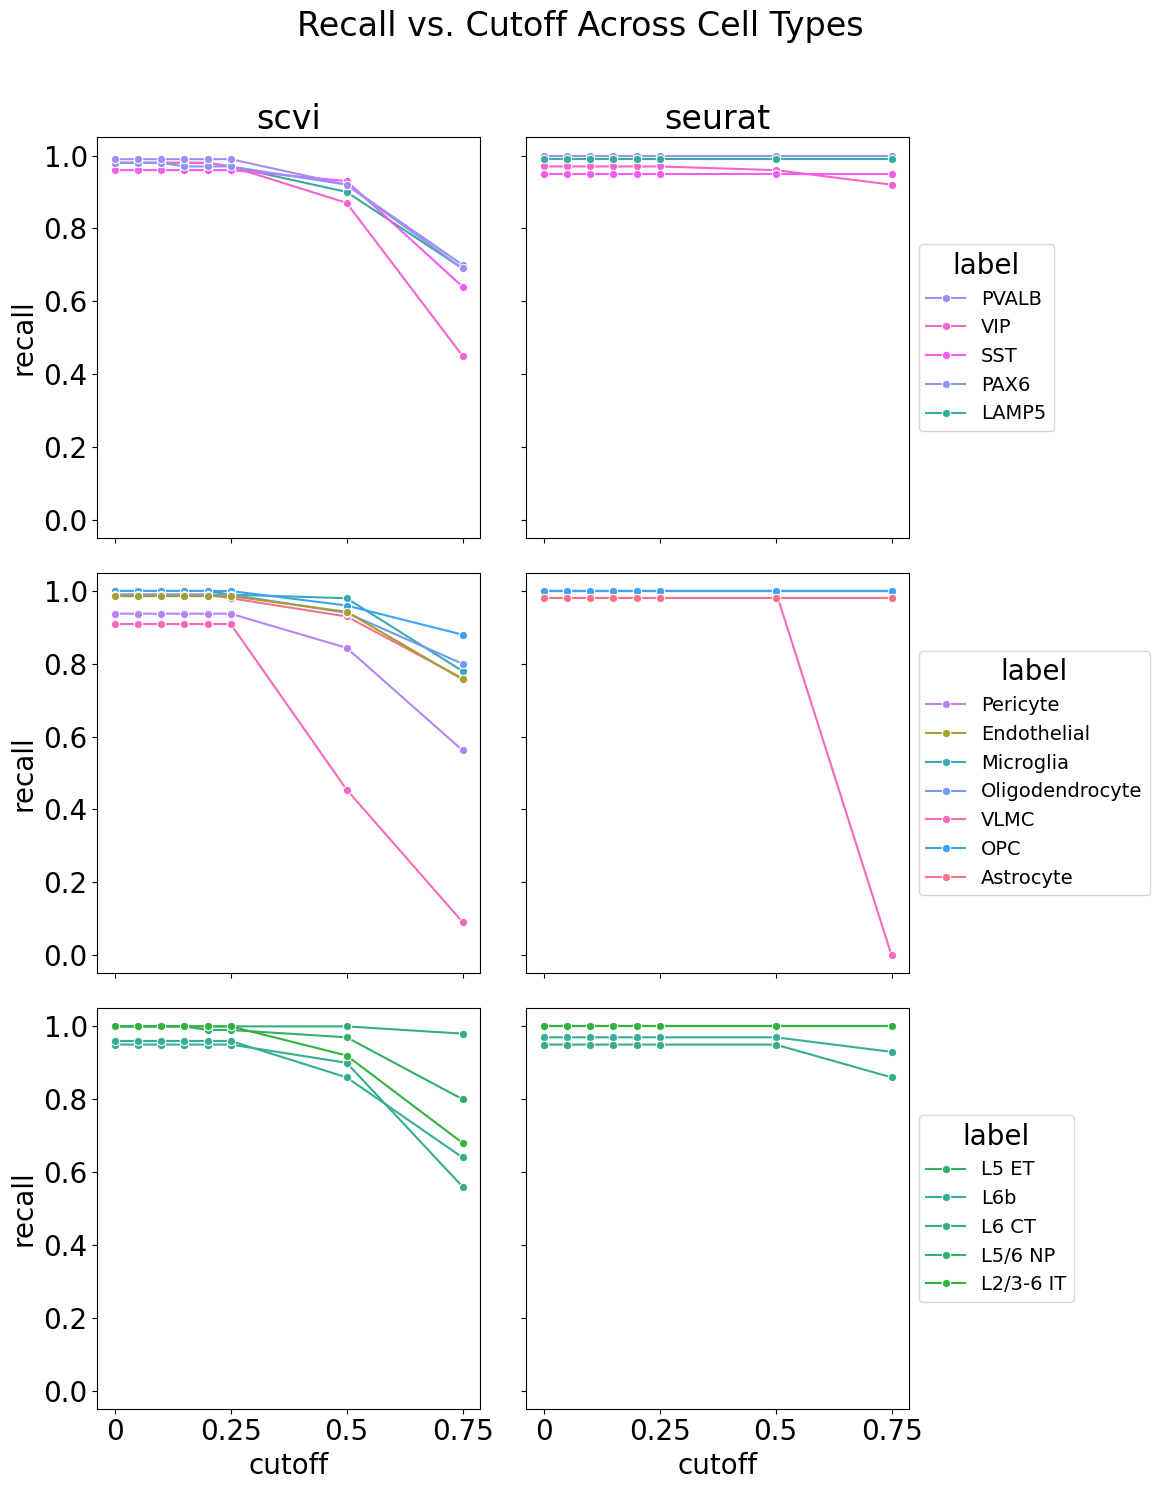 Recall vs. Cutoff Across Cell Types
scvi
seurat
1.0
0.8
0.6
0.4
0.2
0.0
recall
label
PVALB
VIP
SST
PAX6
LAMP5
1.0
0.8
0.6
0.4
0.2
0.0
recall
label
Pericyte
Endothelial
Microglia
Oligodendrocyte
VLMC
OPC
Astrocyte
1.0
0.8
0.6
0.4
0.2
0.0
recall
label
L5 ET
L6b
L6 CT
L5/6 NP
L2/3-6 IT
0 0.25 0.5 0.75
cutoff
0 0.25 0.5 0.75
cutoff